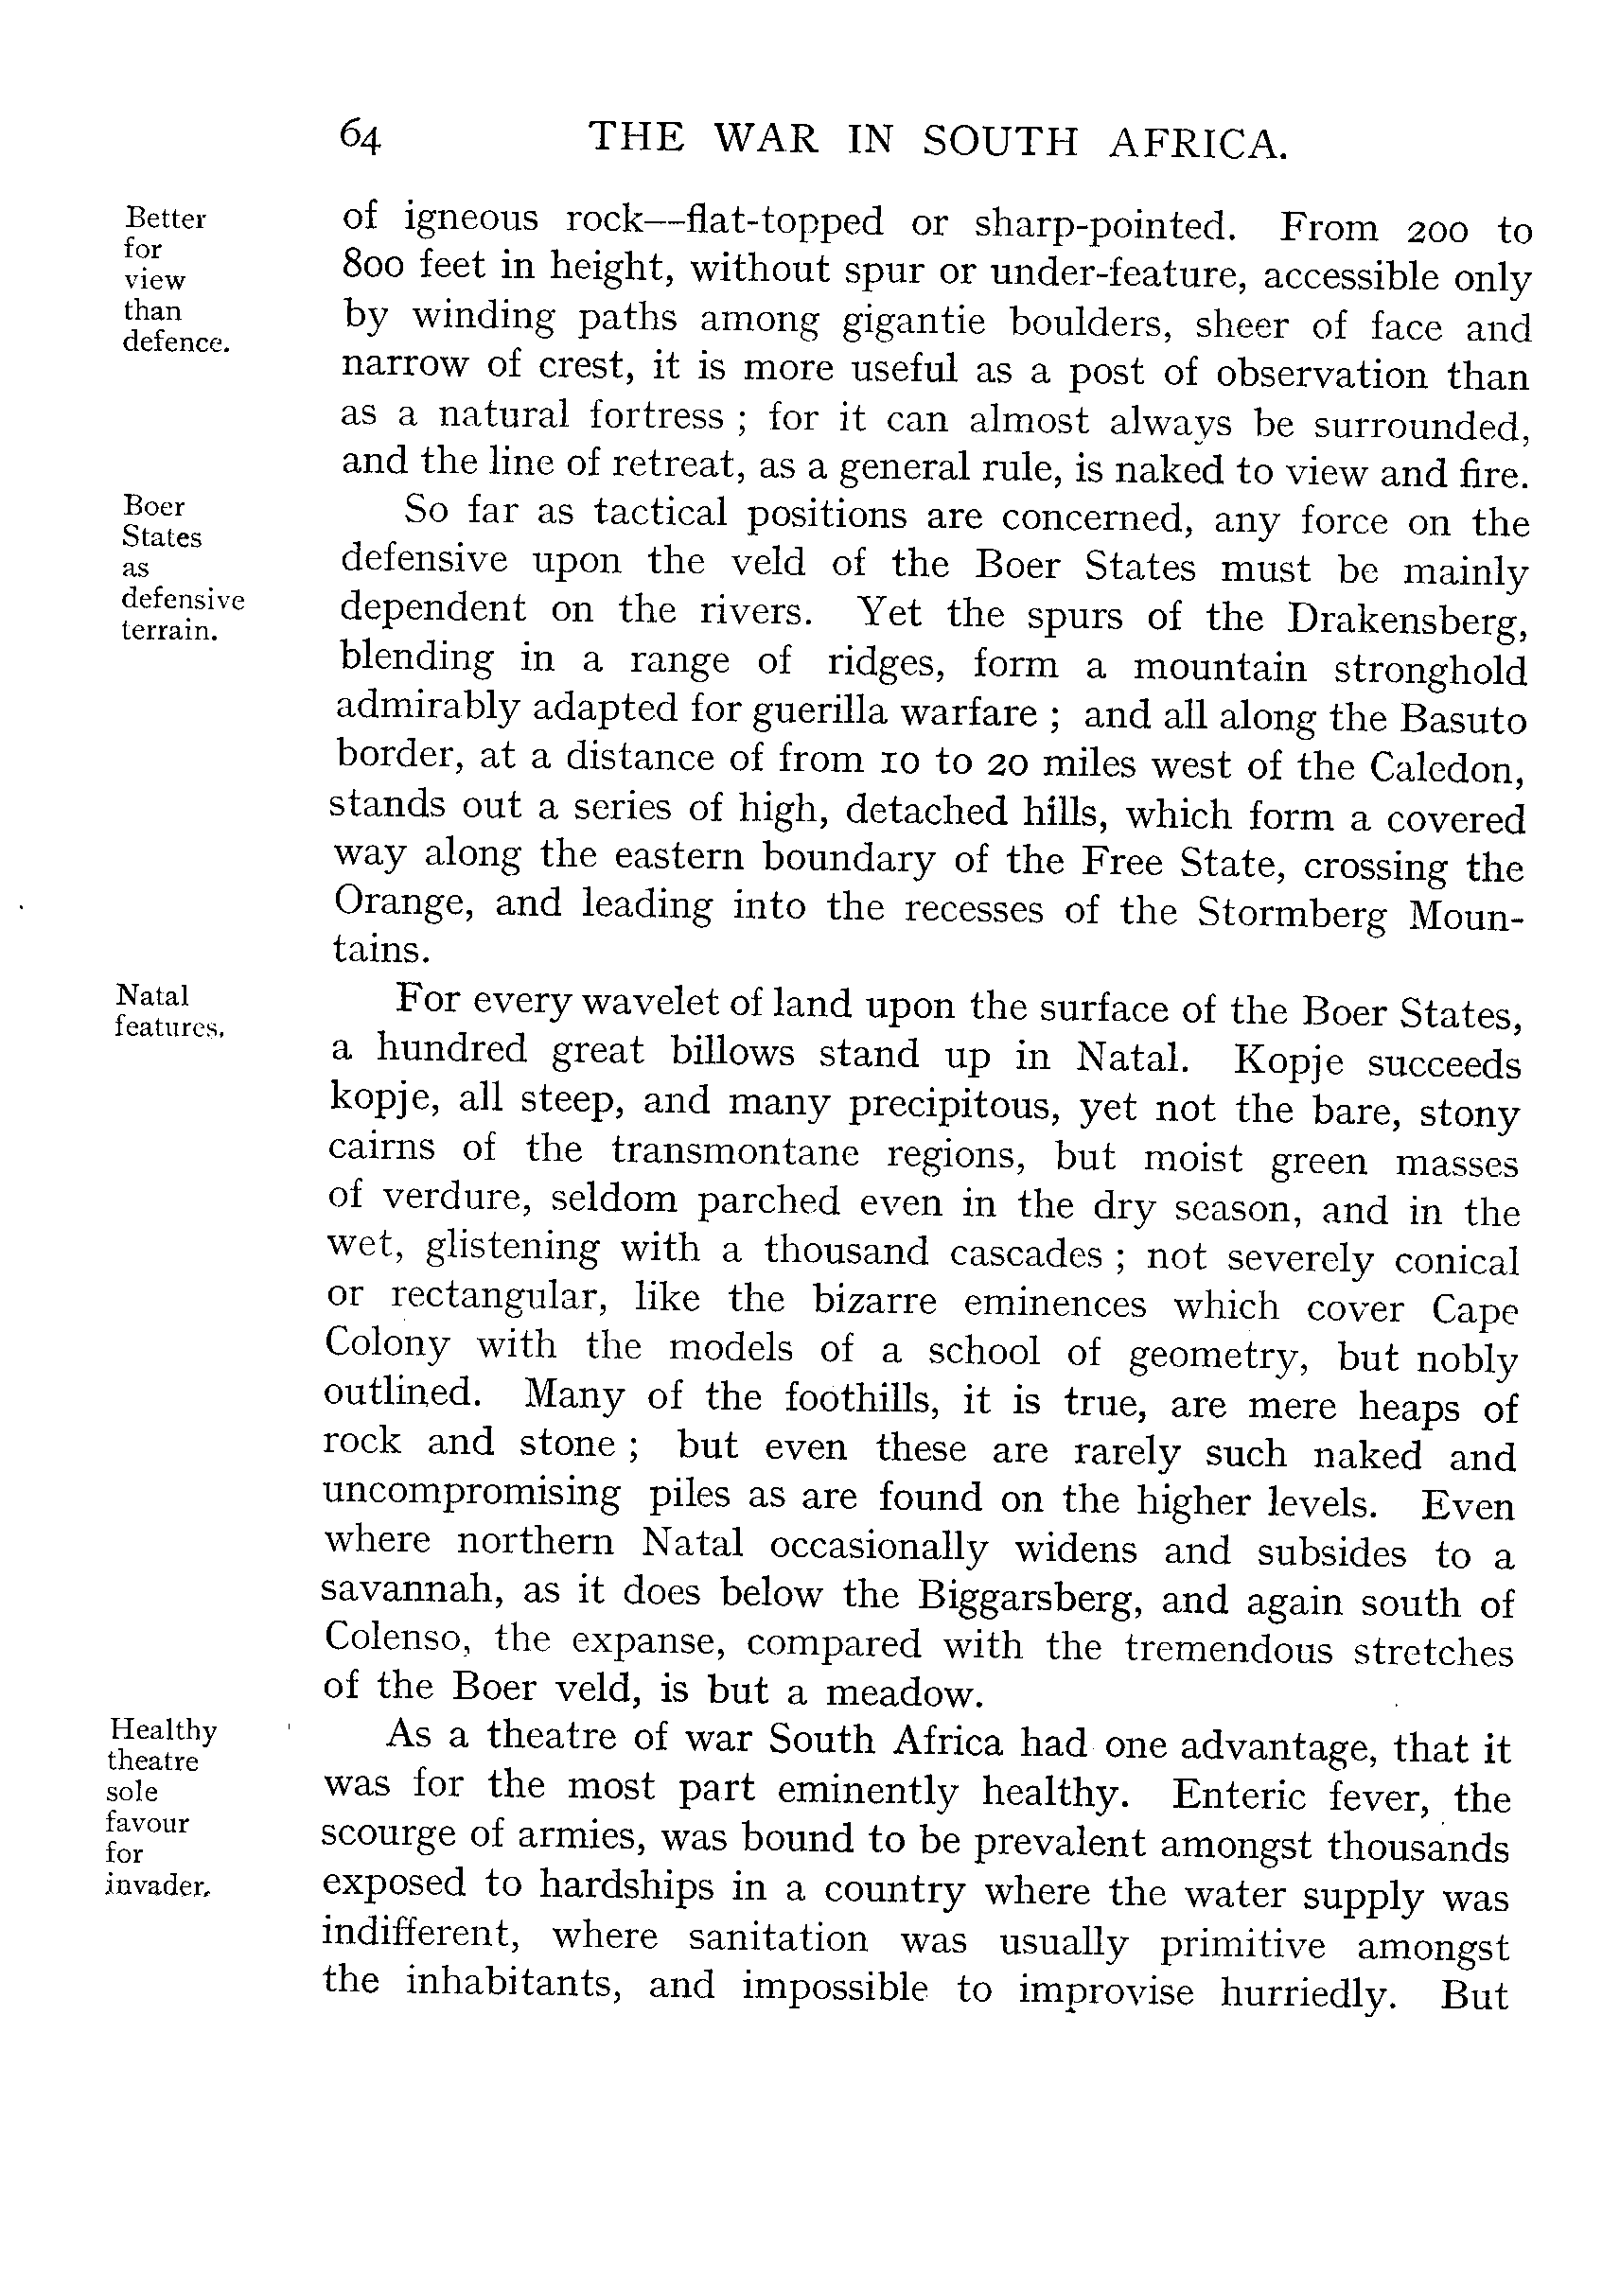 64 THE WAR IN SOUTH AFRICA.
Better
for
view
than
defence.
of igneous rock—flat-topped or sharp-pointed. From 200 to
800 feet in height, without spur or under-feature, accessible only
by winding paths among gigantie boulders, sheer of face and
narrow of crest, it is more useful as a post of observation than
as a natural fortress ; for it can almost always be surrounded,
and the line of retreat, as a general rule, is naked to view and fire.
Boer
States
as
defensive
terrain.
So far as tactical positions are concerned, any force on the
defensive upon the veld of the Boer States must be mainly
dependent on the rivers. Yet the spurs of the Drakensberg,
blending in a range of ridges, form a mountain stronghold
admirably adapted for guerilla warfare ; and all along the Basuto
border, at a distance of from 10 to 20 miles west of the Caledon,
stands out a series of high, detached hills, which form a covered
way along the eastern boundary of the Free State, crossing the
Orange, and leading into the recesses of the Stormberg Moun-
tains.
Natal
features.
For every wavelet of land upon the surface of the Boer States,
a hundred great billows stand up in Natal. Kopje succeeds
kopje, all steep, and many precipitous, yet not the bare, stony
cairns of the transmontane regions, but moist green masses
of verdure, seldom parched even in the dry season, and in the
wet, glistening with a thousand cascades ; not severely conical
or rectangular, like the bizarre eminences which cover Cape
Colony with the models of a school of geometry, but nobly
outlined. Many of the foothills, it is true, are mere heaps of
rock and stone ; but even these are rarely such naked and
uncompromising piles as are found on the higher levels. Even
where northern Natal occasionally widens and subsides to a
savannah, as it does below the Biggarsberg, and again south of
Colenso, the expanse, compared with the tremendous stretches
of the Boer veld, is but a meadow.
Healthy
theatre
sole
favour
for
invader.
As a theatre of war South Africa had one advantage, that it
was for the most part eminently healthy. Enteric fever, the
scourge of armies, was bound to be prevalent amongst thousands
exposed to hardships in a country where the water supply was
indifferent, where sanitation was usually primitive amongst
the inhabitants, and impossible to improvise hurriedly. But